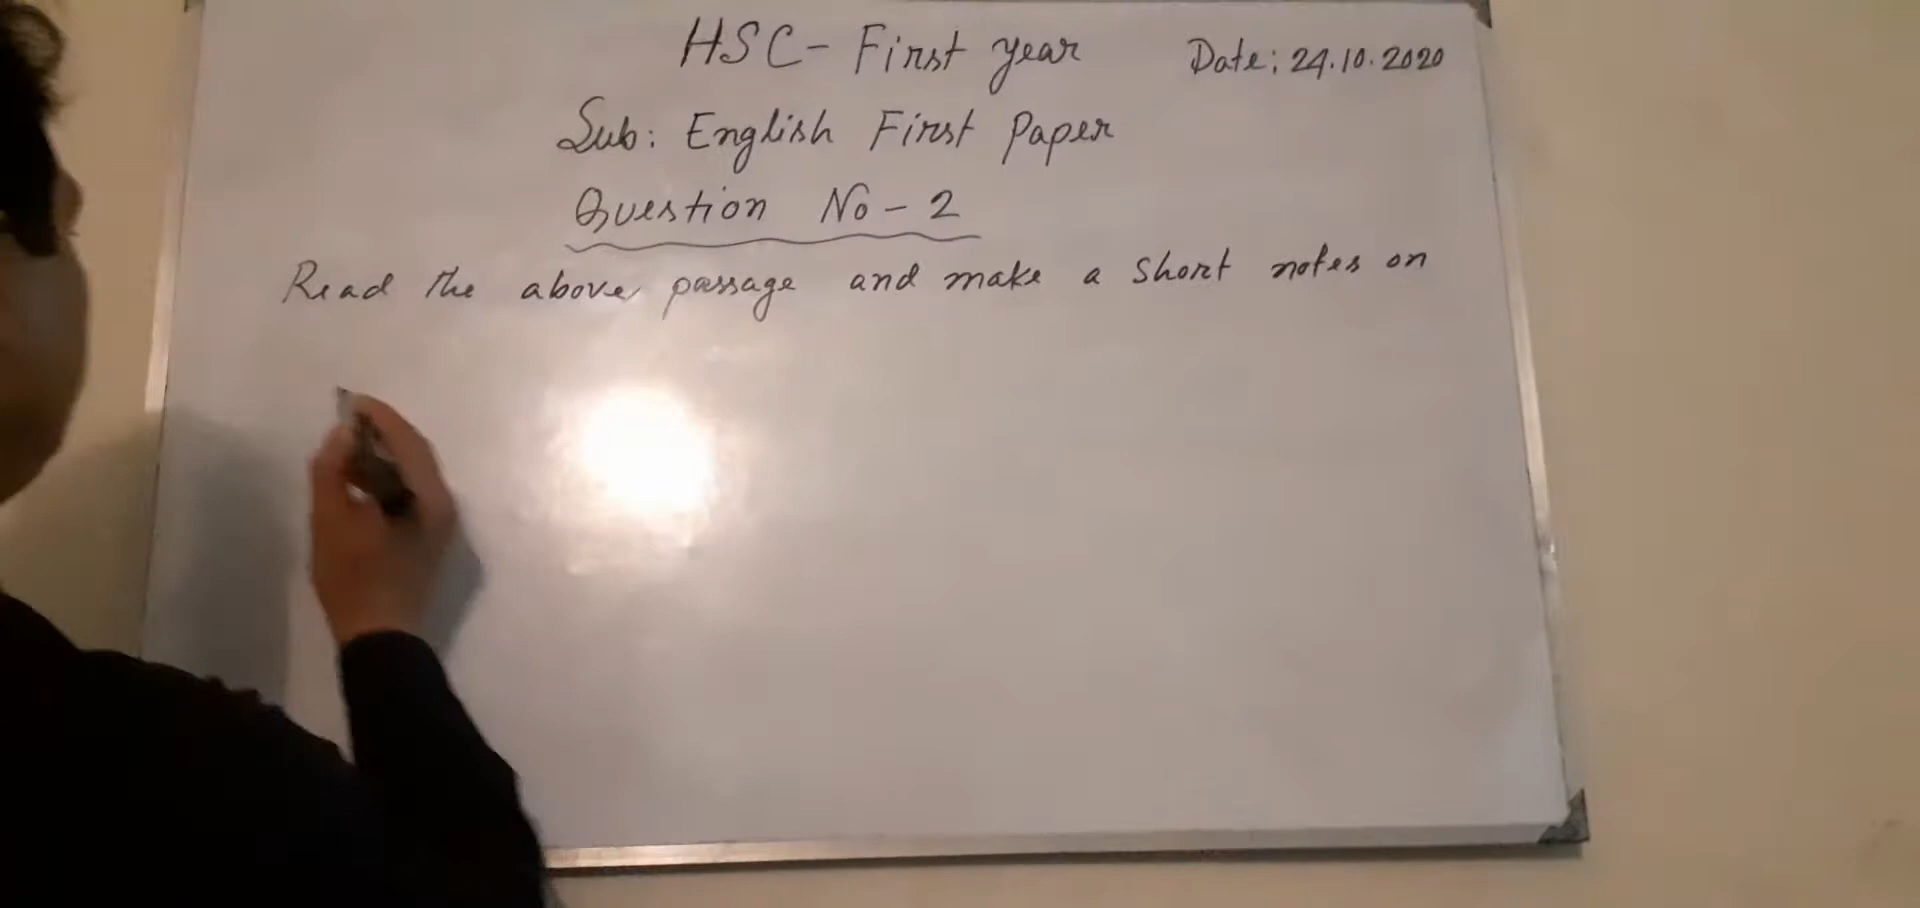 HSC - First year Date: 24.10.2020
Sub: English First Paper
Question No - 2
Read the above passage and make a short notes on